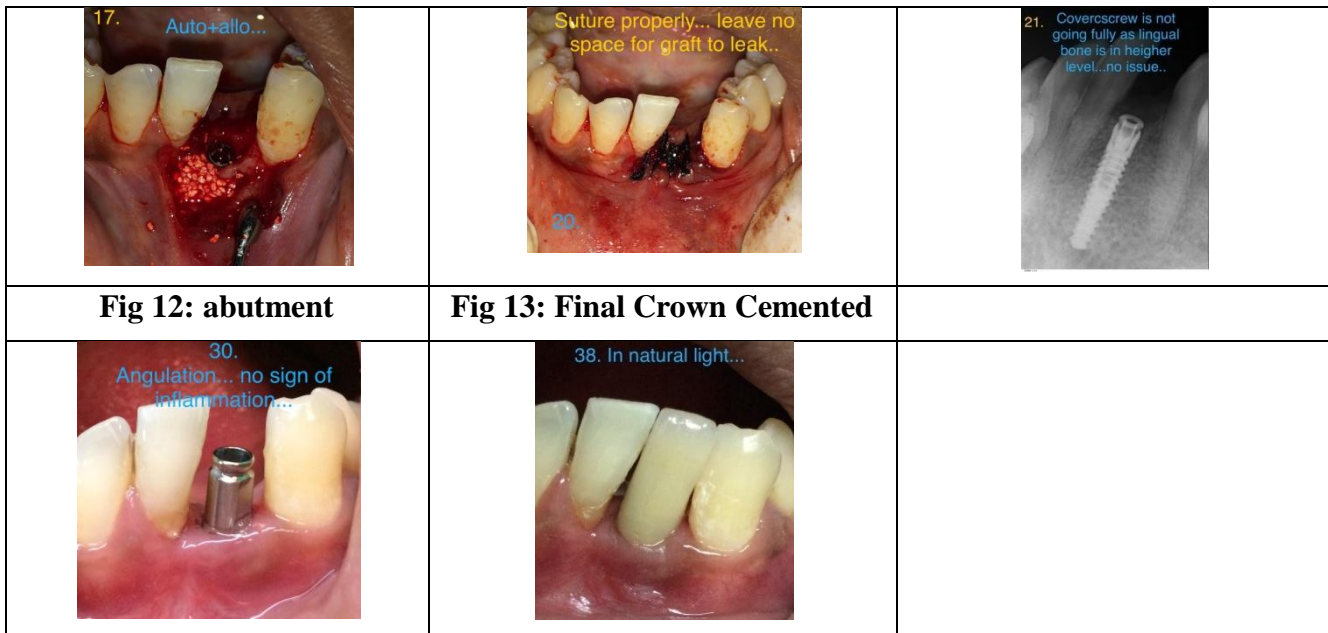 17.
Auto+allo...
Suture properly... leave no
space for graft to leak..
20.
21. Covercscrew is not
going fully as lingual
bone is in heigher
level...no issue..
Fig 12: abutment
Fig 13: Final Crown Cemented
30.
Angulation... no sign of
inflammation...
38. In natural light...